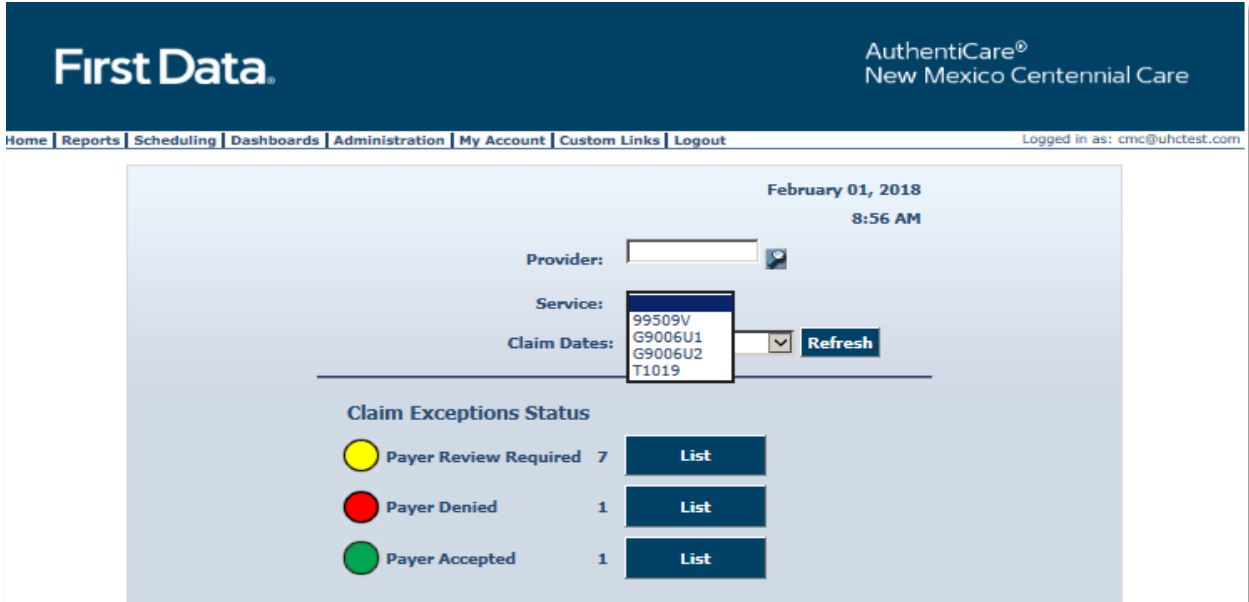 First Data.
AuthentiCare®
New Mexico Centennial Care
Home | Reports | Scheduling | Dashboards | Administration | My Account | Custom Links | Logout
Logged in as: cmc@uhctest.com
February 01, 2018
8:56 AM
Provider:
Service:
99509V
G9006U1
G9006U2
T1019
Claim Dates:
Refresh
Claim Exceptions Status
Payer Review Required 7 List
Payer Denied 1 List
Payer Accepted 1 List